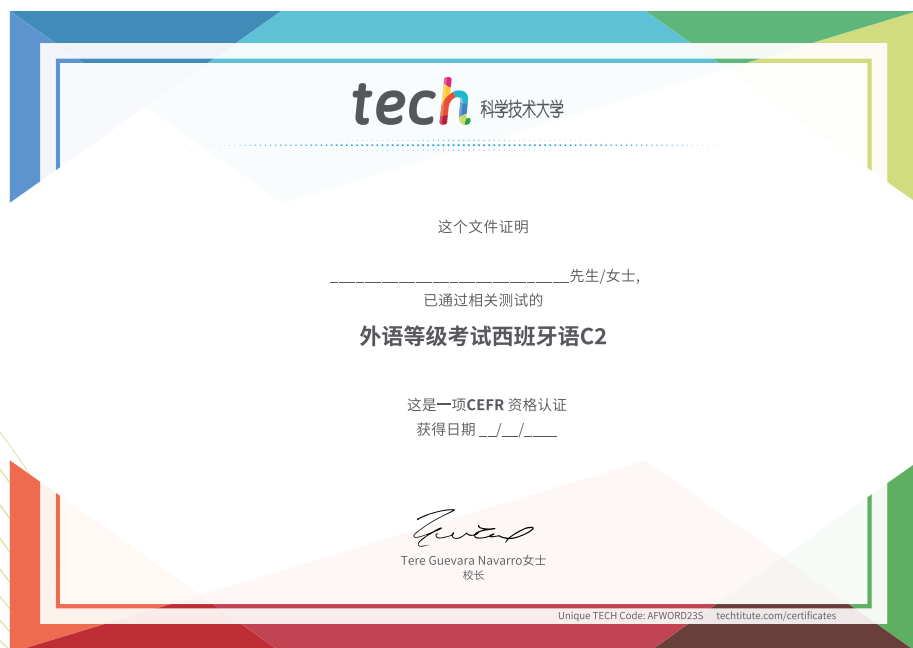 tech 科学技术大学
这个文件证明
____________________________先生/女士,
已通过相关测试的
外语等级考试西班牙语C2
这是一项CEFR 资格认证
获得日期 __/__/____
Tere Guevara Navarro女士
校长
Unique TECH Code: AFWORD23S techtitute.com/certificates